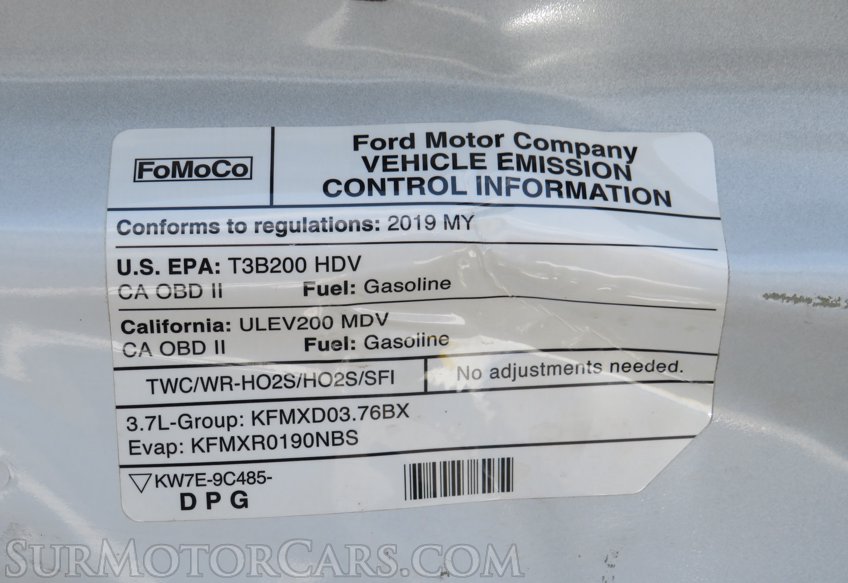 FoMoCo
Ford Motor Company
VEHICLE EMISSION
CONTROL INFORMATION
Conforms to regulations: 2019 MY
U.S. EPA: T3B200 HDV
CA OBD II Fuel: Gasoline
California: ULEV200 MDV
CA OBD II Fuel: Gasoline
TWC/WR-HO2S/HO2S/SFI
No adjustments needed.
3.7L-Group: KFMXD03.76BX
Evap: KFMXR0190NBS
KW7E-9C485-
D P G
SurMotorCars.com